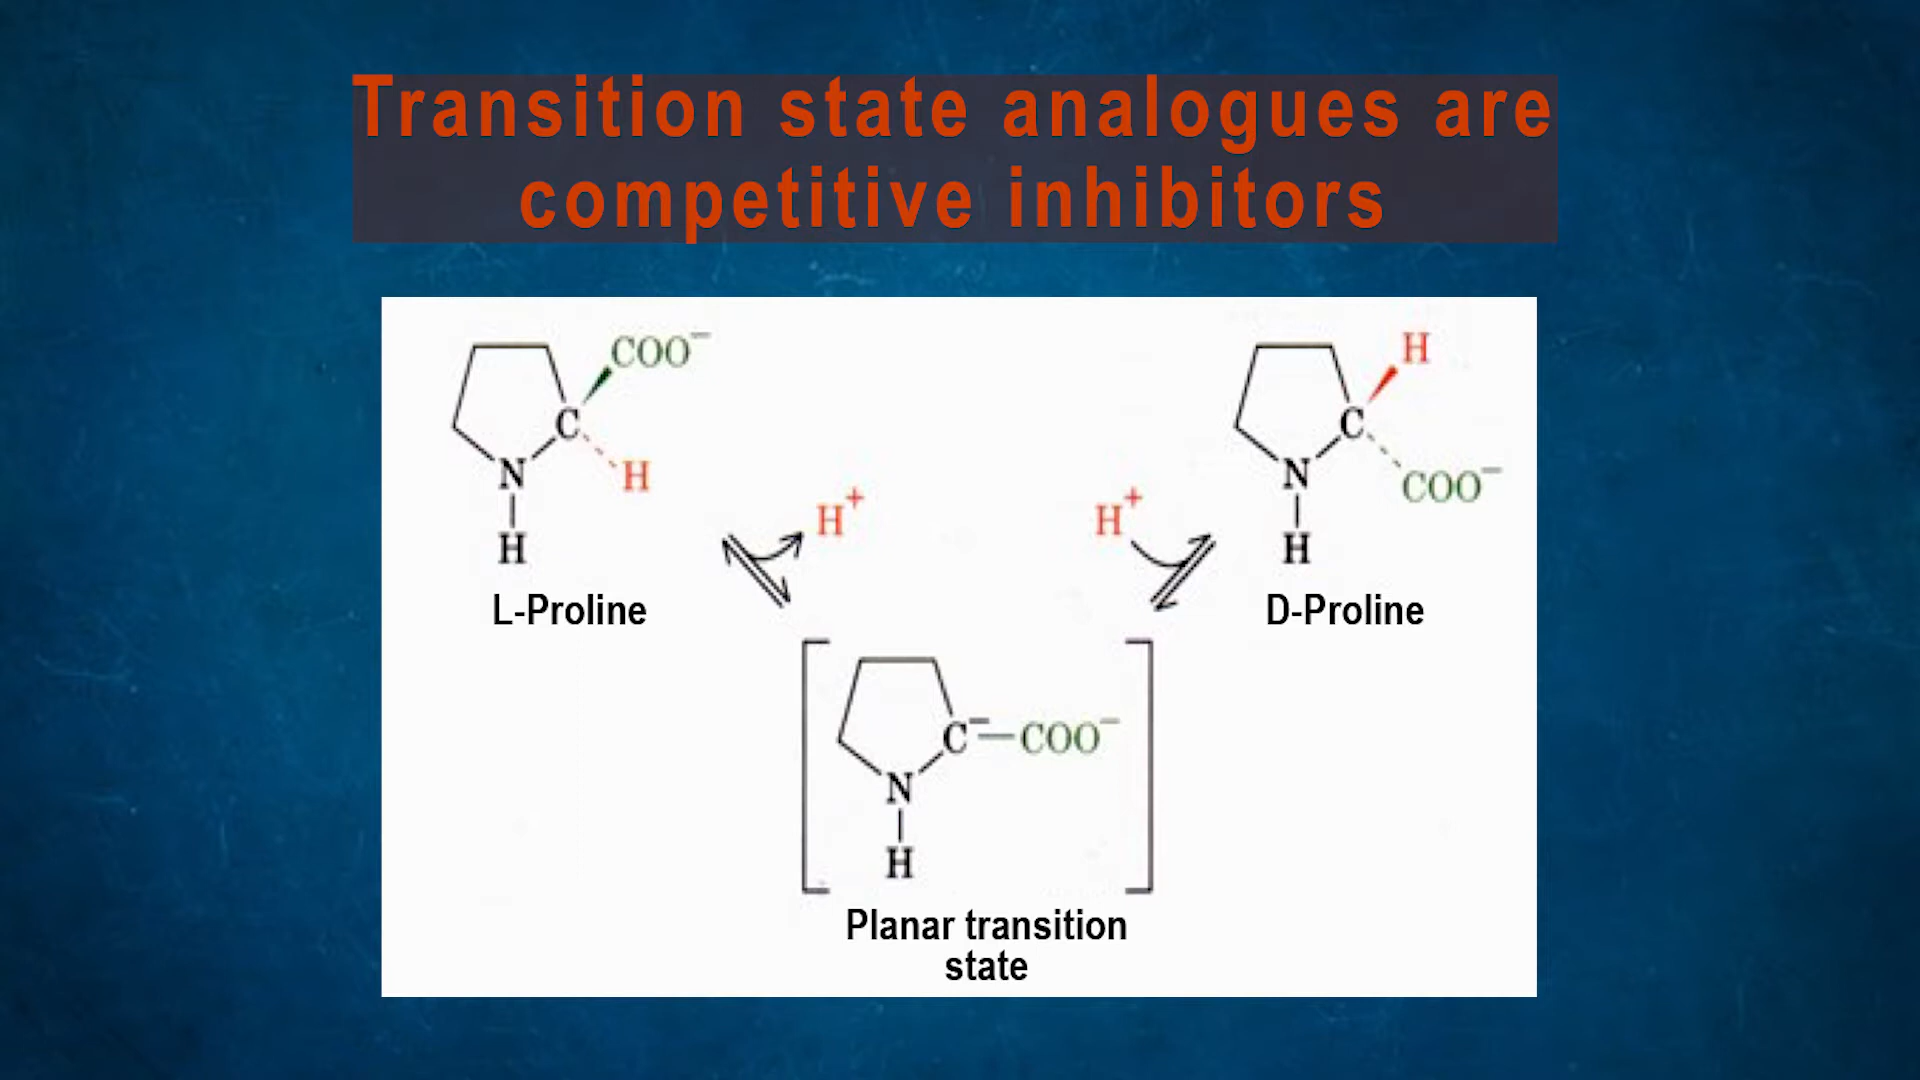 Transition state analogues are
competitive inhibitors
COO⁻
C
H
N
H
L-Proline
H⁺
H⁺
H
C
COO⁻
N
H
D-Proline
C⁻—COO⁻
N
H
Planar transition
state